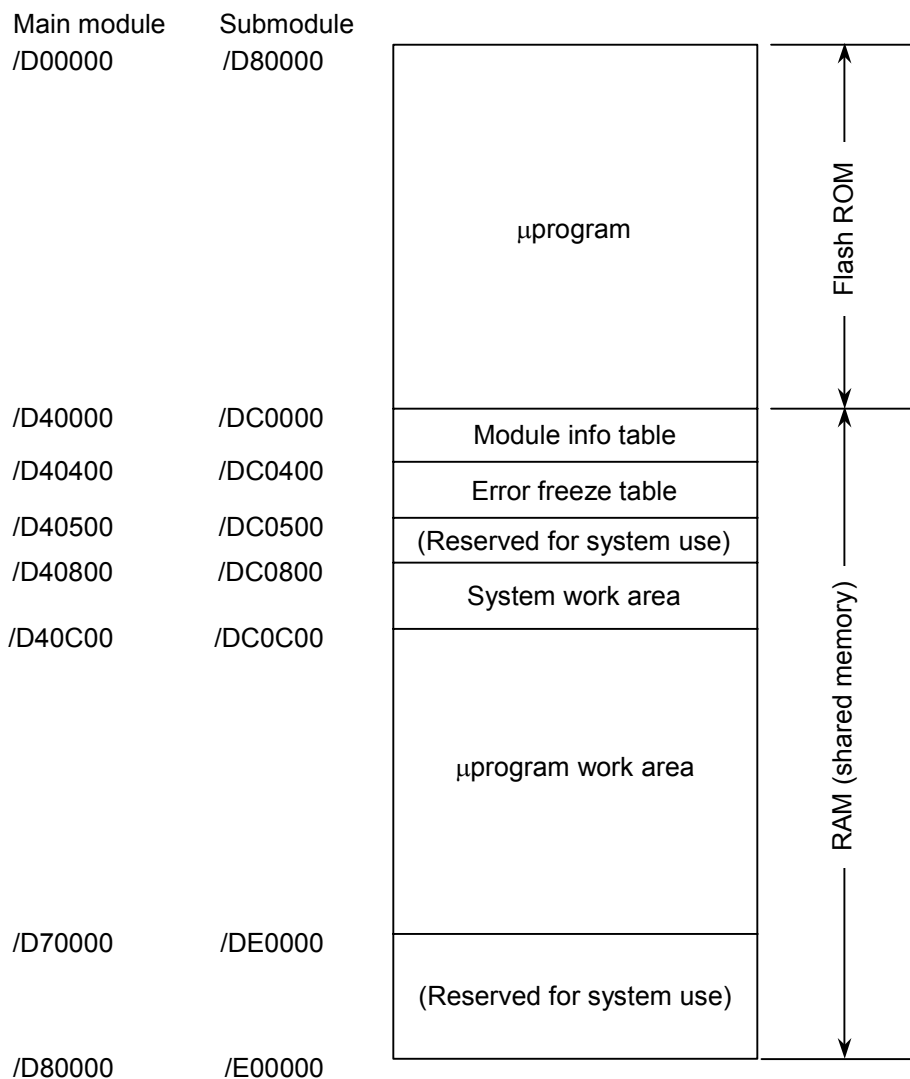 Main module Submodule
/D00000 /D80000
μprogram
Flash ROM
/D40000 /DC0000
Module info table
/D40400 /DC0400
Error freeze table
/D40500 /DC0500
(Reserved for system use)
/D40800 /DC0800
System work area
/D40C00 /DC0C00
μprogram work area
RAM (shared memory)
/D70000 /DE0000
(Reserved for system use)
/D80000 /E00000